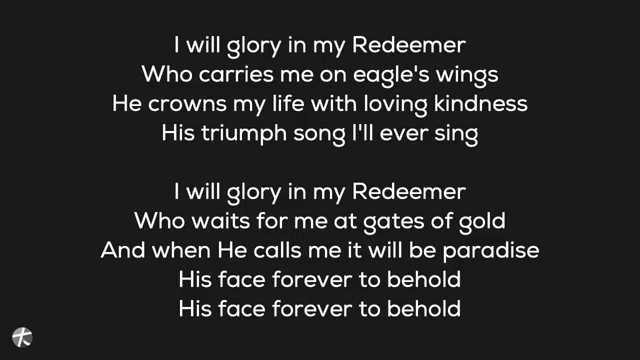 I will glory in my Redeemer
Who carries me on eagle's wings
He crowns my life with loving kindness
His triumph song I'll ever sing
I will glory in my Redeemer
Who waits for me at gates of gold
And when He calls me it will be paradise
His face forever to behold
His face forever to behold